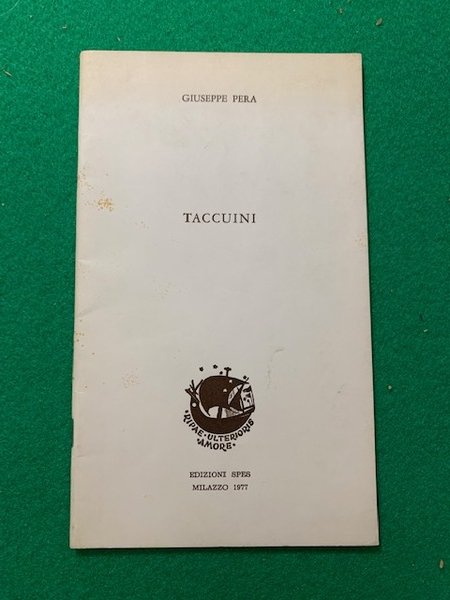 GIUSEPPE PERA
TACCUINI
·RIPAE·ULTERIORIS
·AMORE·
EDIZIONI SPES
MILAZZO 1977